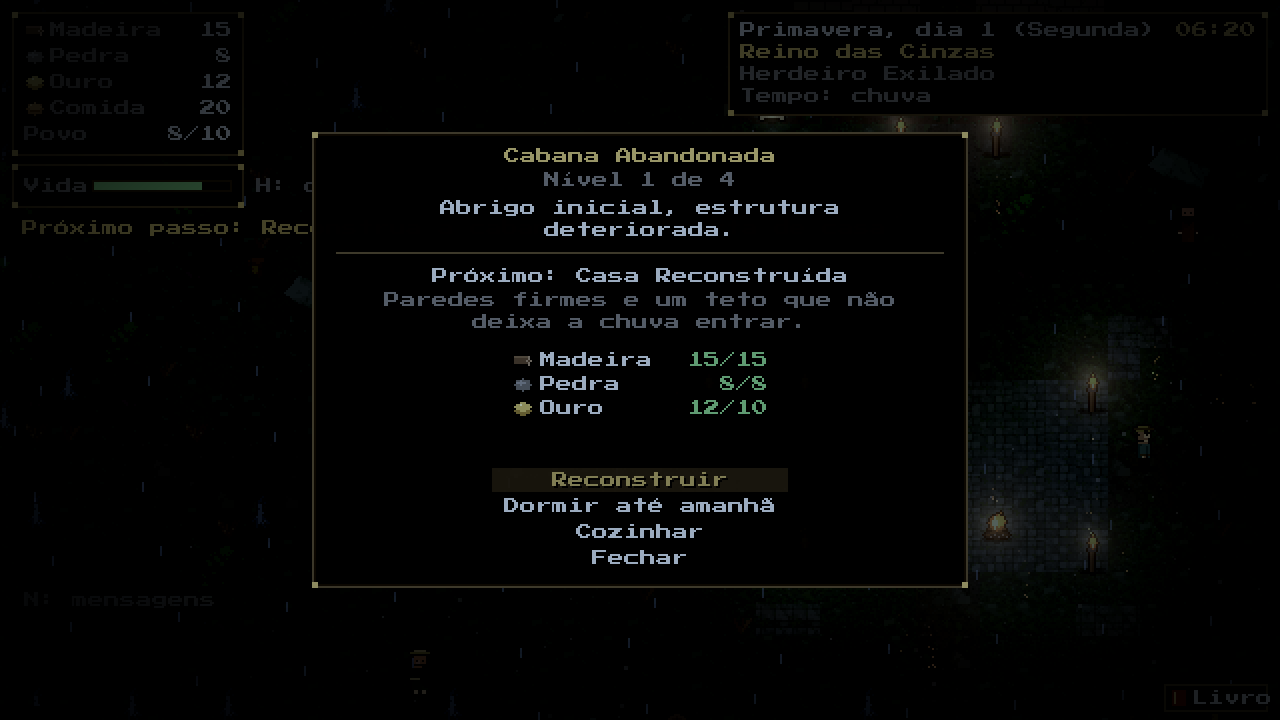 Madeira 15
Pedra 8
Ouro 12
Comida 20
Povo 8/10
Vida H:
Próximo passo:
Primavera, dia 1 (Segunda) 06:20
Reino das Cinzas
Herdeiro Exilado
Tempo: chuva
Cabana Abandonada
Nível 1 de 4
Abrigo inicial, estrutura
deteriorada.
Próximo: Casa Reconstruída
Paredes firmes e um teto que não
deixa a chuva entrar.
Madeira 15/15
Pedra 8/8
Ouro 12/10
Reconstruir
Dormir até amanhã
Cozinhar
Fechar
N: mensagens
Livro